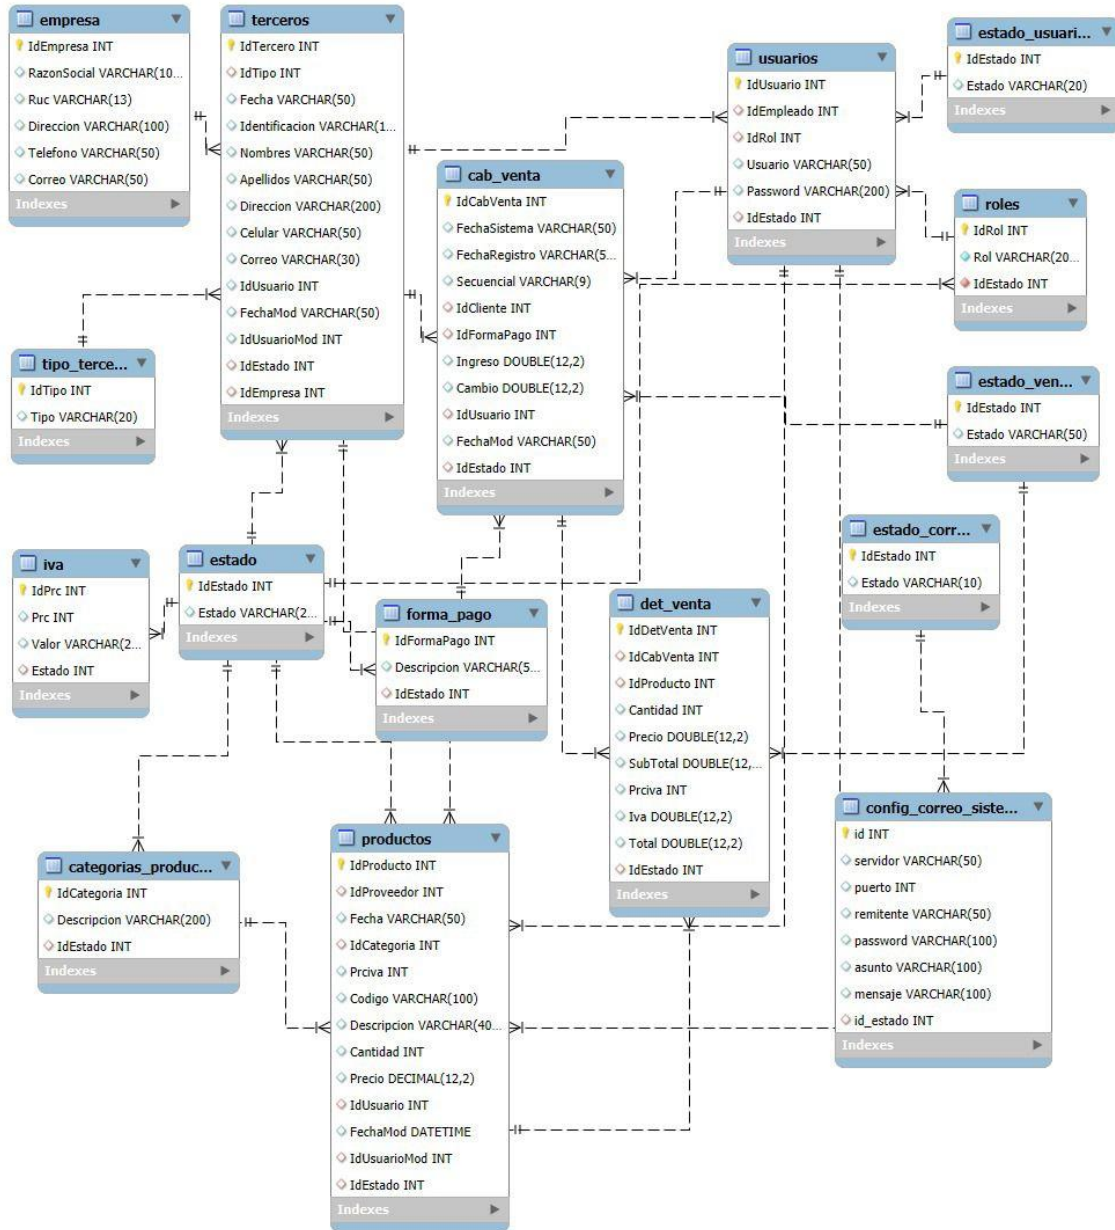 empresa
IdEmpresa INT
RazonSocial VARCHAR(10...
Ruc VARCHAR(13)
Direccion VARCHAR(100)
Telefono VARCHAR(50)
Correo VARCHAR(50)
Indexes
terceros
IdTercero INT
IdTipo INT
Fecha VARCHAR(50)
Identificacion VARCHAR(1...
Nombres VARCHAR(50)
Apellidos VARCHAR(50)
Direccion VARCHAR(200)
Celular VARCHAR(50)
Correo VARCHAR(30)
IdUsuario INT
FechaMod VARCHAR(50)
IdUsuarioMod INT
IdEstado INT
IdEmpresa INT
Indexes
usuarios
IdUsuario INT
IdEmpleado INT
IdRol INT
Usuario VARCHAR(50)
Password VARCHAR(200)
IdEstado INT
Indexes
estado_usuari...
IdEstado INT
Estado VARCHAR(20)
Indexes
cab_venta
IdCabVenta INT
FechaSistema VARCHAR(50)
FechaRegistro VARCHAR(5...
Secuencial VARCHAR(9)
IdCliente INT
IdFormaPago INT
Ingreso DOUBLE(12,2)
Cambio DOUBLE(12,2)
IdUsuario INT
FechaMod VARCHAR(50)
IdEstado INT
Indexes
roles
IdRol INT
Rol VARCHAR(20...
IdEstado INT
Indexes
tipo_terce...
IdTipo INT
Tipo VARCHAR(20)
Indexes
estado_ven...
IdEstado INT
Estado VARCHAR(50)
Indexes
estado_corr...
IdEstado INT
Estado VARCHAR(10)
Indexes
iva
IdPrc INT
Prc INT
Valor VARCHAR(2...
Estado INT
Indexes
estado
IdEstado INT
Estado VARCHAR(2...
Indexes
forma_pago
IdFormaPago INT
Descripcion VARCHAR(5...
IdEstado INT
Indexes
det_venta
IdDetVenta INT
IdCabVenta INT
IdProducto INT
Cantidad INT
Precio DOUBLE(12,2)
SubTotal DOUBLE(12,...
Prciva INT
Iva DOUBLE(12,2)
Total DOUBLE(12,2)
IdEstado INT
Indexes
config_correo_siste...
id INT
servidor VARCHAR(50)
puerto INT
remitente VARCHAR(50)
password VARCHAR(100)
asunto VARCHAR(100)
mensaje VARCHAR(100)
id_estado INT
Indexes
categorias_produc...
IdCategoria INT
Descripcion VARCHAR(200)
IdEstado INT
Indexes
productos
IdProducto INT
IdProveedor INT
Fecha VARCHAR(50)
IdCategoria INT
Prciva INT
Codigo VARCHAR(100)
Descripcion VARCHAR(40...
Cantidad INT
Precio DECIMAL(12,2)
IdUsuario INT
FechaMod DATETIME
IdUsuarioMod INT
IdEstado INT
Indexes